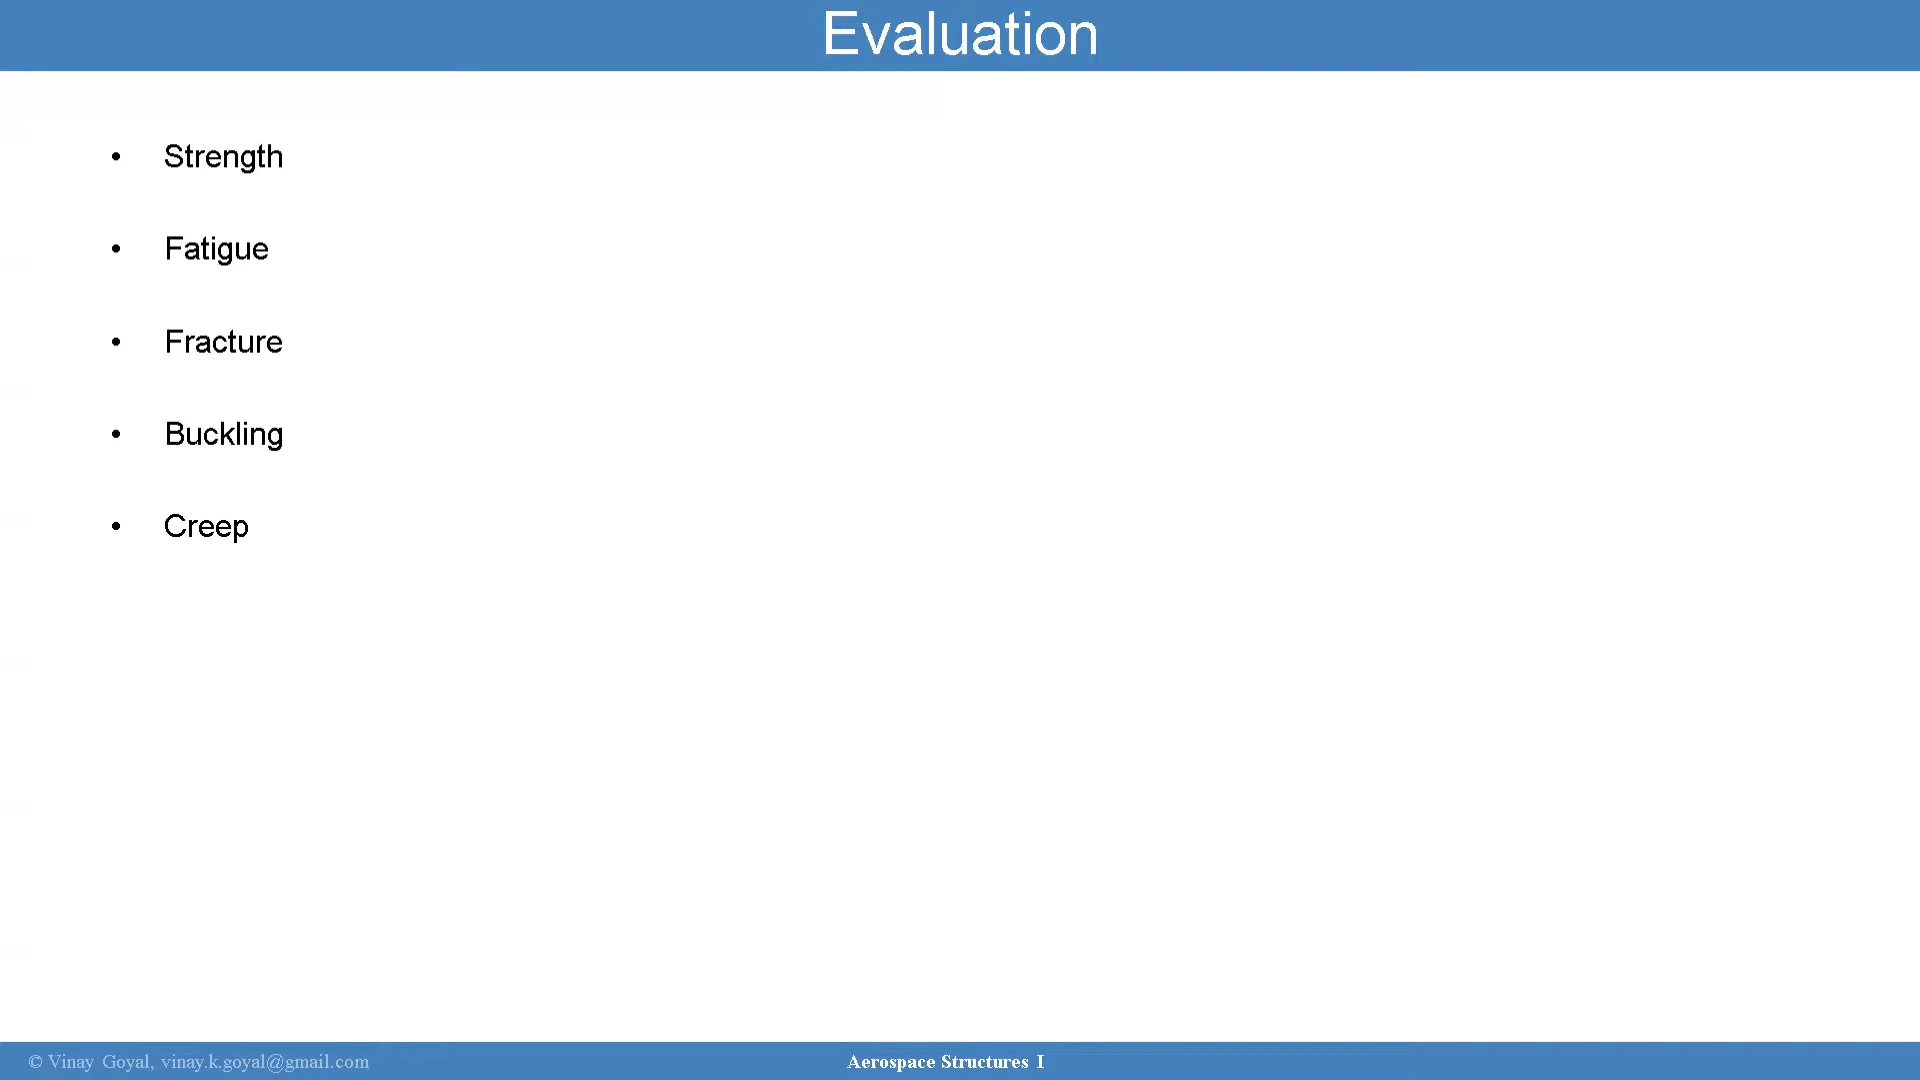 Evaluation
• Strength
• Fatigue
• Fracture
• Buckling
• Creep
© Vinay Goyal, vinay.k.goyal@gmail.com
Aerospace Structures I